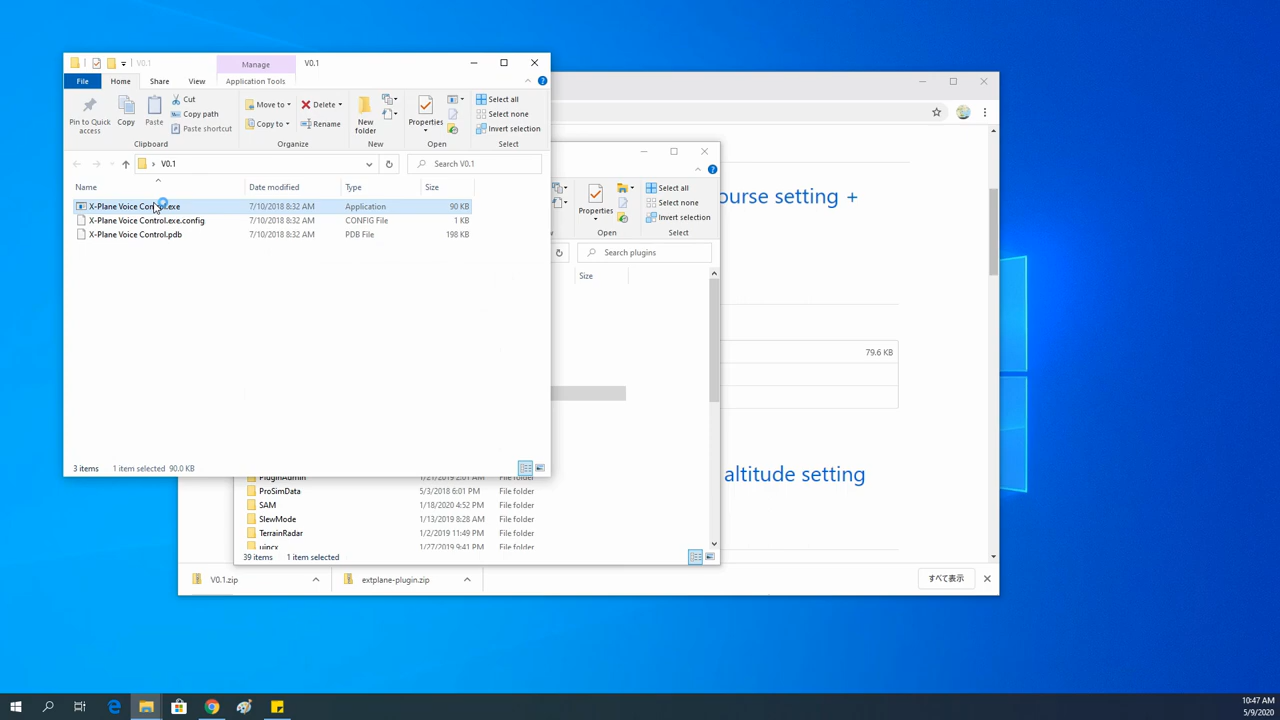 V0.1
Manage
V0.1
File
Home
Share
View
Application Tools
Pin to Quick access
Copy
Paste
Cut
Copy path
Paste shortcut
Move to
Copy to
Delete
Rename
New folder
Properties
Select all
Select none
Invert selection
Clipboard
Organize
New
Open
Select
V0.1
Search V0.1
Name
Date modified
Type
Size
X-Plane Voice Control.exe
7/10/2018 8:32 AM
Application
90 KB
X-Plane Voice Control.exe.config
7/10/2018 8:32 AM
CONFIG File
1 KB
X-Plane Voice Control.pdb
7/10/2018 8:32 AM
PDB File
198 KB
3 items
1 item selected 90.0 KB
Properties
Select all
Select none
Invert selection
Open
Select
Search plugins
Size
PluginAdmin
1/21/2019 2:01 AM
File folder
ProSimData
5/3/2018 6:01 PM
File folder
SAM
1/18/2020 4:52 PM
File folder
SlewMode
1/13/2019 8:28 AM
File folder
TerrainRadar
1/2/2019 11:49 PM
File folder
uipcx
1/27/2019 9:41 PM
File folder
39 items
1 item selected
ourse setting +
79.6 KB
altitude setting
V0.1.zip
extplane-plugin.zip
すべて表示
10:47 AM
5/9/2020